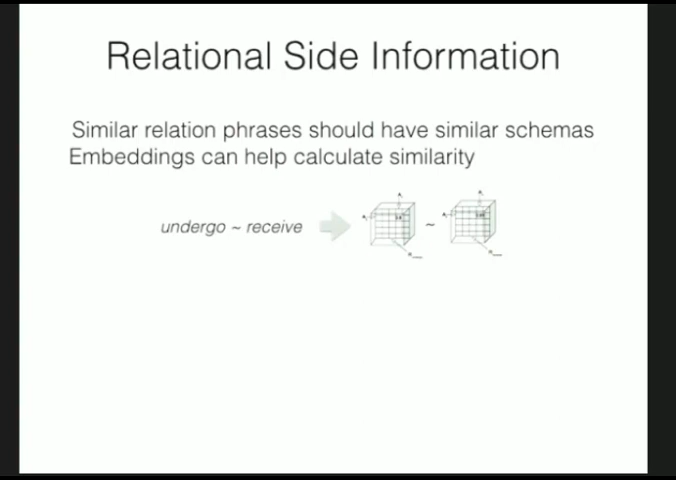 Relational Side Information
Similar relation phrases should have similar schemas
Embeddings can help calculate similarity
undergo ~ receive
~